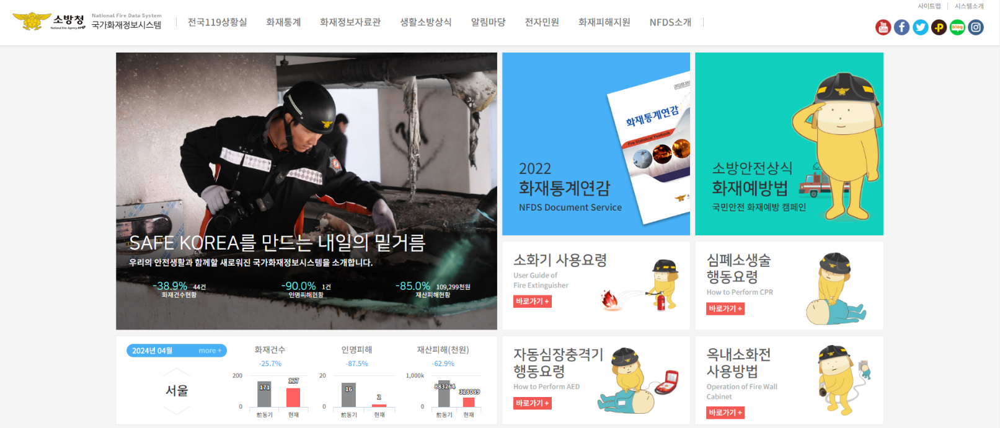 사이트맵
시스템소개
소방청
National Fire Agency 119
National Fire Data System
국가화재정보시스템
전국119상황실
화재통계
화재정보자료관
생활소방상식
알림마당
전자민원
화재피해지원
NFDS소개
You Tube
blog
SAFE KOREA를 만드는 내일의 밑거름
우리의 안전생활과 함께할 새로워진 국가화재정보시스템을 소개합니다.
-38.9% 44건
화재건수현황
-90.0% 1건
인명피해현황
-85.0% 109,299천원
재산피해현황
화재통계연감
Fire Statistical Yearbook
2022
화재통계연감
NFDS Document Service
소방안전상식
화재예방법
국민안전 화재예방 캠페인
소화기 사용요령
User Guide of
Fire Extinguisher
바로가기 +
심폐소생술
행동요령
How to Perform CPR
바로가기 +
2024년 04월
more +
서울
화재건수
-25.7%
200
171
127
0
前동기
현재
인명피해
-87.5%
20
16
2
0
前동기
현재
재산피해(천원)
-62.9%
1,000k
883264
328089
0
前동기
현재
자동심장충격기
행동요령
How to Perform AED
바로가기 +
옥내소화전
사용방법
Operation of Fire Wall
Cabinet
바로가기 +